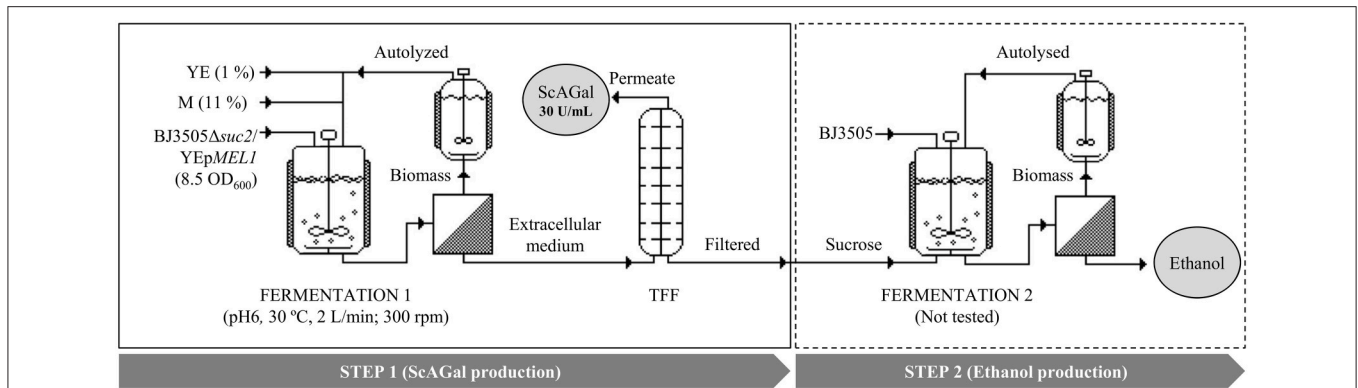 YE (1 %)
M (11 %)
BJ3505Δsuc2/
YEpMEL1
(8.5 OD600)
Autolyzed
Biomass
Extracellular
medium
FERMENTATION 1
(pH6, 30 ºC, 2 L/min; 300 rpm)
ScAGal
30 U/mL
Permeate
TFF
Filtered
Sucrose
BJ3505
Autolysed
Biomass
FERMENTATION 2
(Not tested)
Ethanol
STEP 1 (ScAGal production)
STEP 2 (Ethanol production)